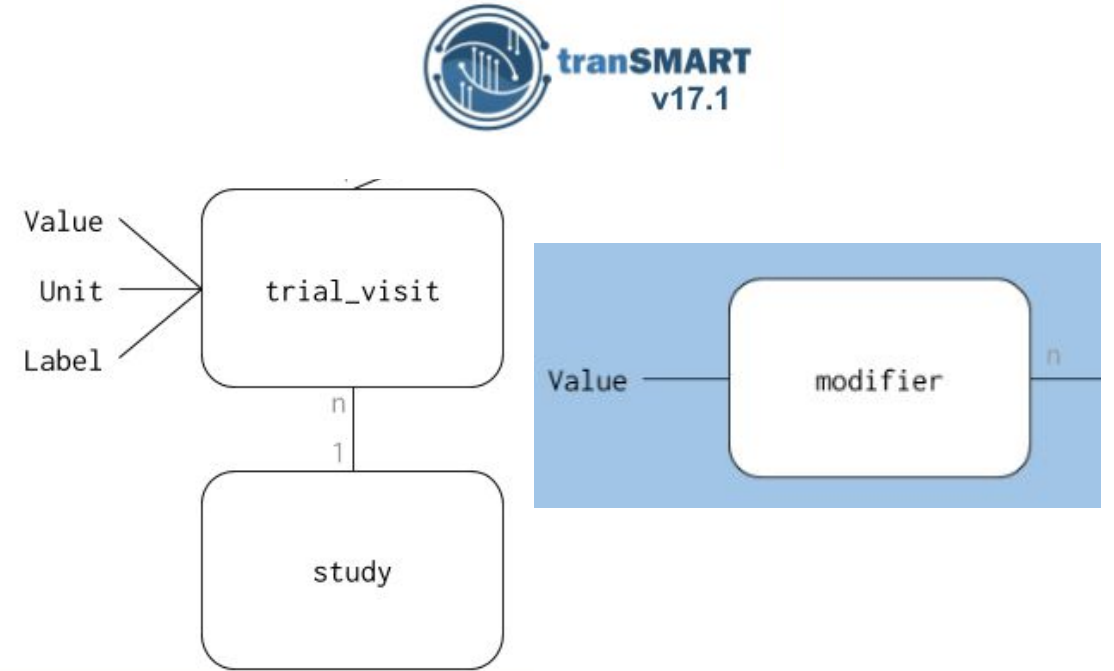 tranSMART
v17.1
Value
Unit
Label
trial_visit
n
1
study
Value
modifier
n